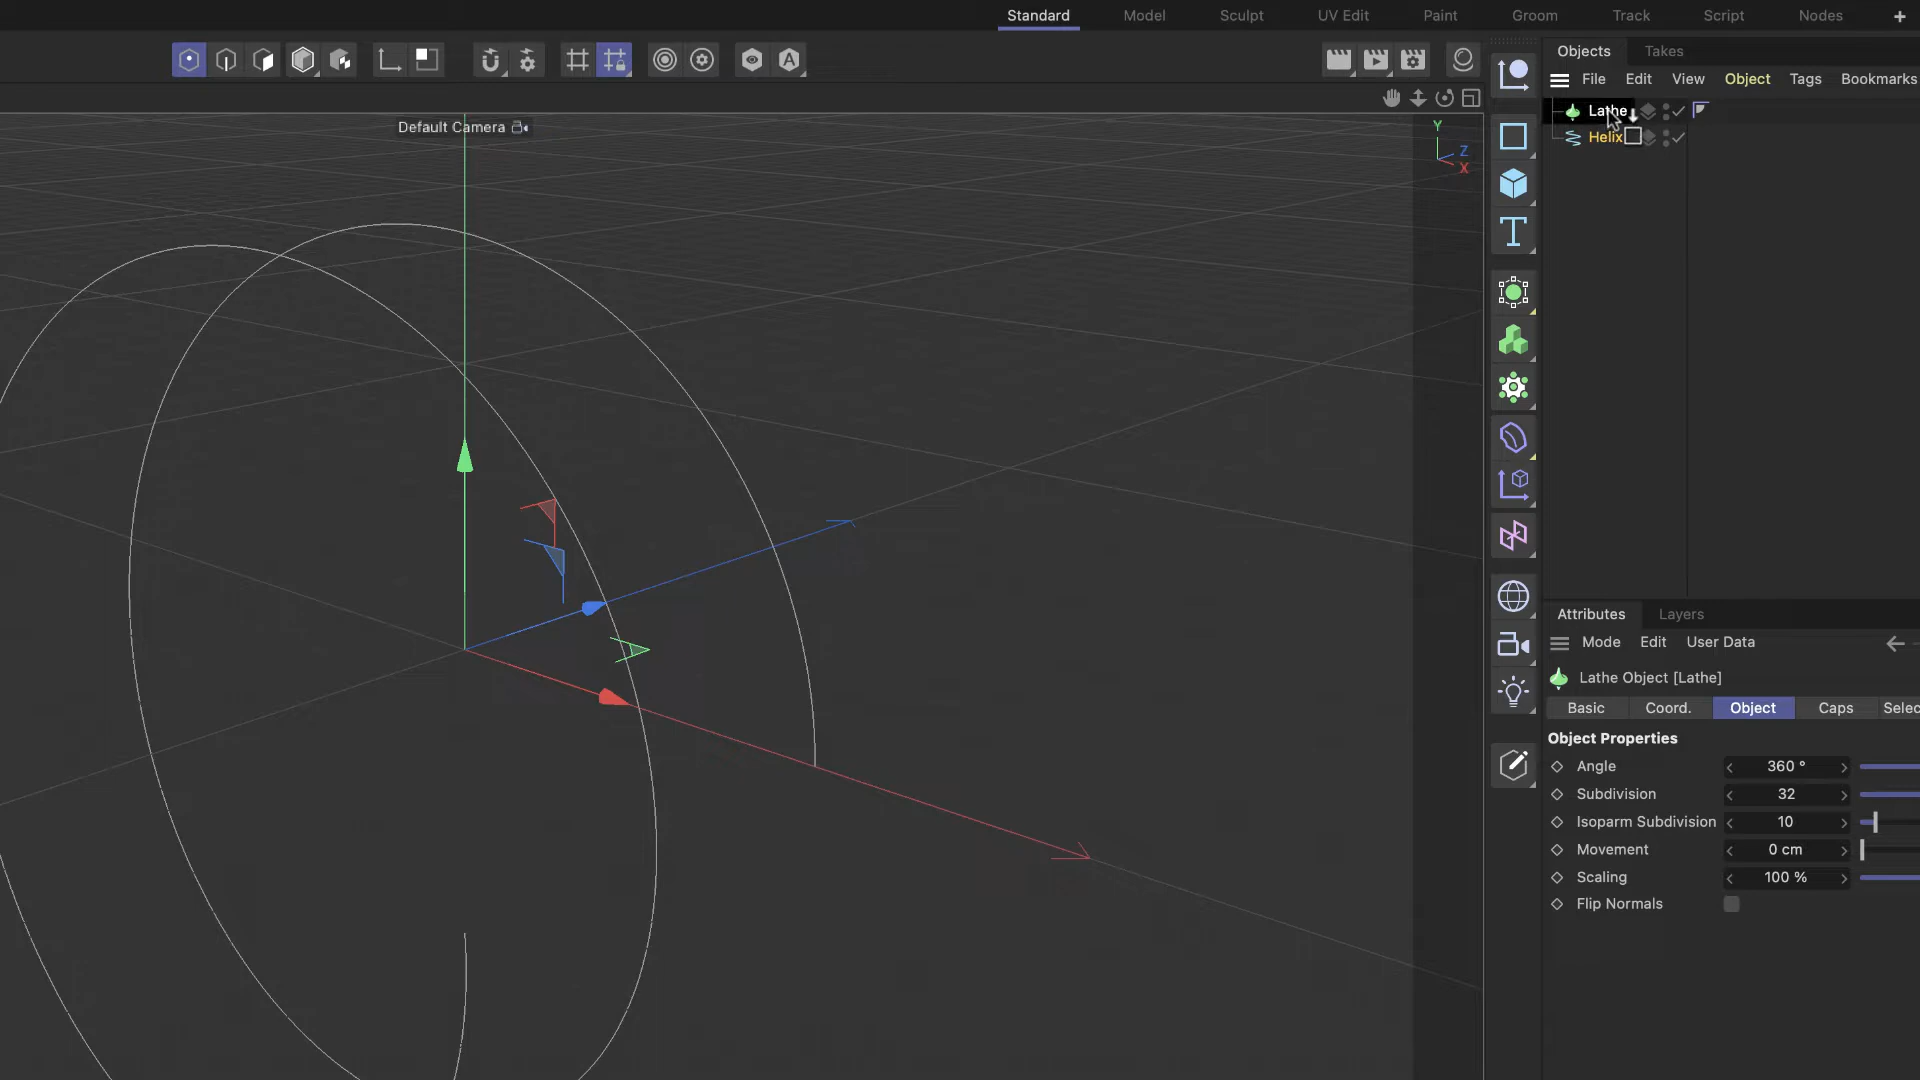 Standard
Model
Sculpt
UV Edit
Paint
Groom
Track
Script
Nodes
Objects
Takes
File
Edit
View
Object
Tags
Bookmarks
Default Camera
Lathe
Helix
Y
Z
X
Attributes
Layers
Mode
Edit
User Data
Lathe Object [Lathe]
Basic
Coord.
Object
Caps
Selec
Object Properties
Angle
360 °
Subdivision
32
Isoparm Subdivision
10
Movement
0 cm
Scaling
100 %
Flip Normals